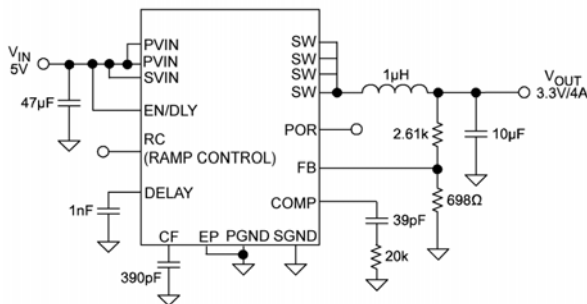 V_IN
5V
47µF
PVIN
PVIN
SVIN
EN/DLY
RC
(RAMP CONTROL)
DELAY
1nF
CF
390pF
EP
PGND
SGND
SW
SW
SW
SW
POR
FB
COMP
1µH
V_OUT
3.3V/4A
2.61k
10µF
698Ω
39pF
20k